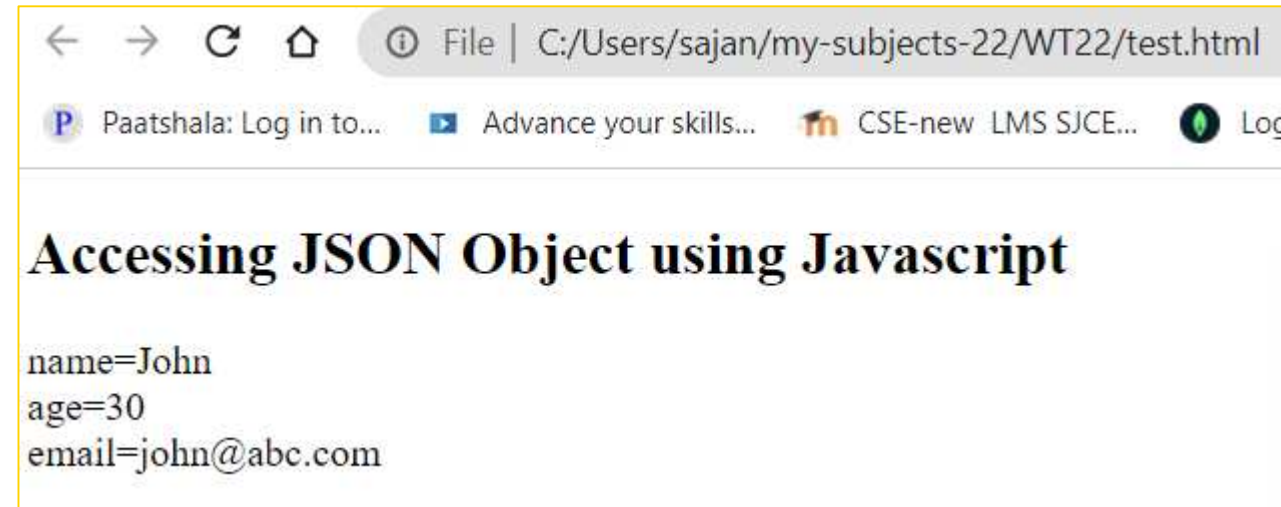 File | C:/Users/sajan/my-subjects-22/WT22/test.html
P Paatshala: Log in to... Advance your skills... CSE-new LMS SJCE... Log
Accessing JSON Object using Javascript
name=John
age=30
email=john@abc.com